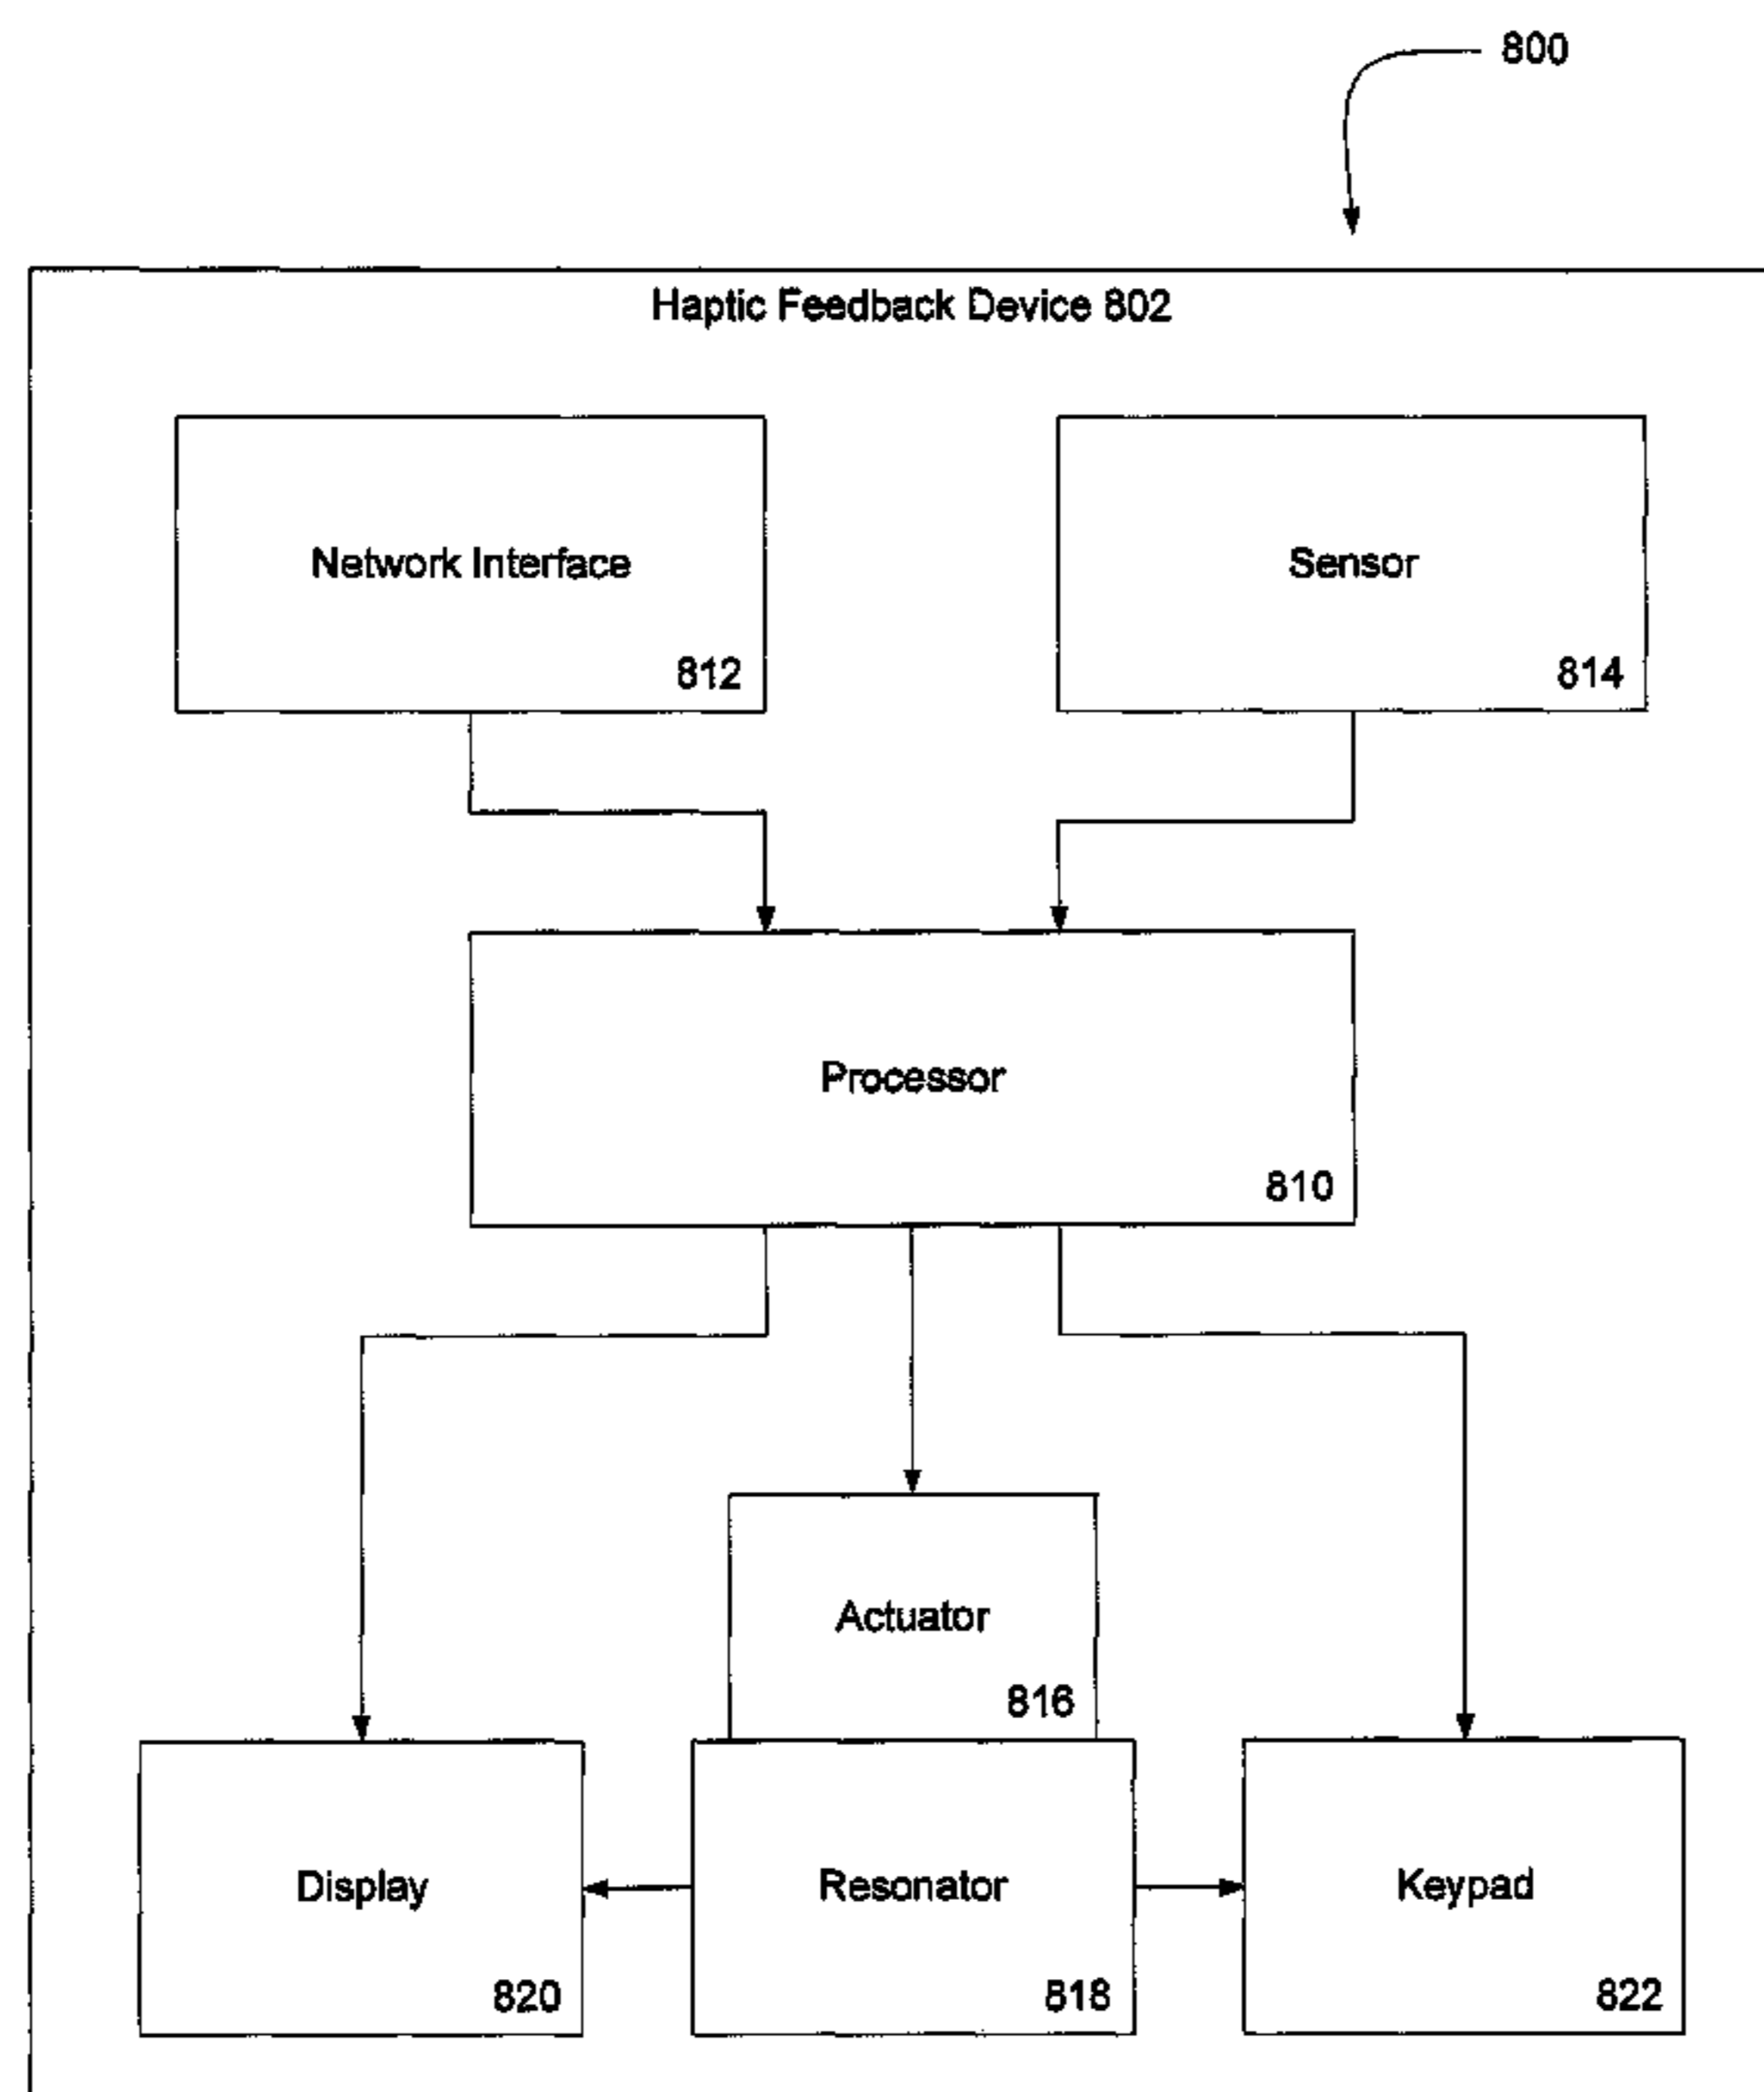 800
Haptic Feedback Device 802
Network Interface
812
Sensor
814
Processor
810
Actuator
816
Display
820
Resonator
818
Keypad
822